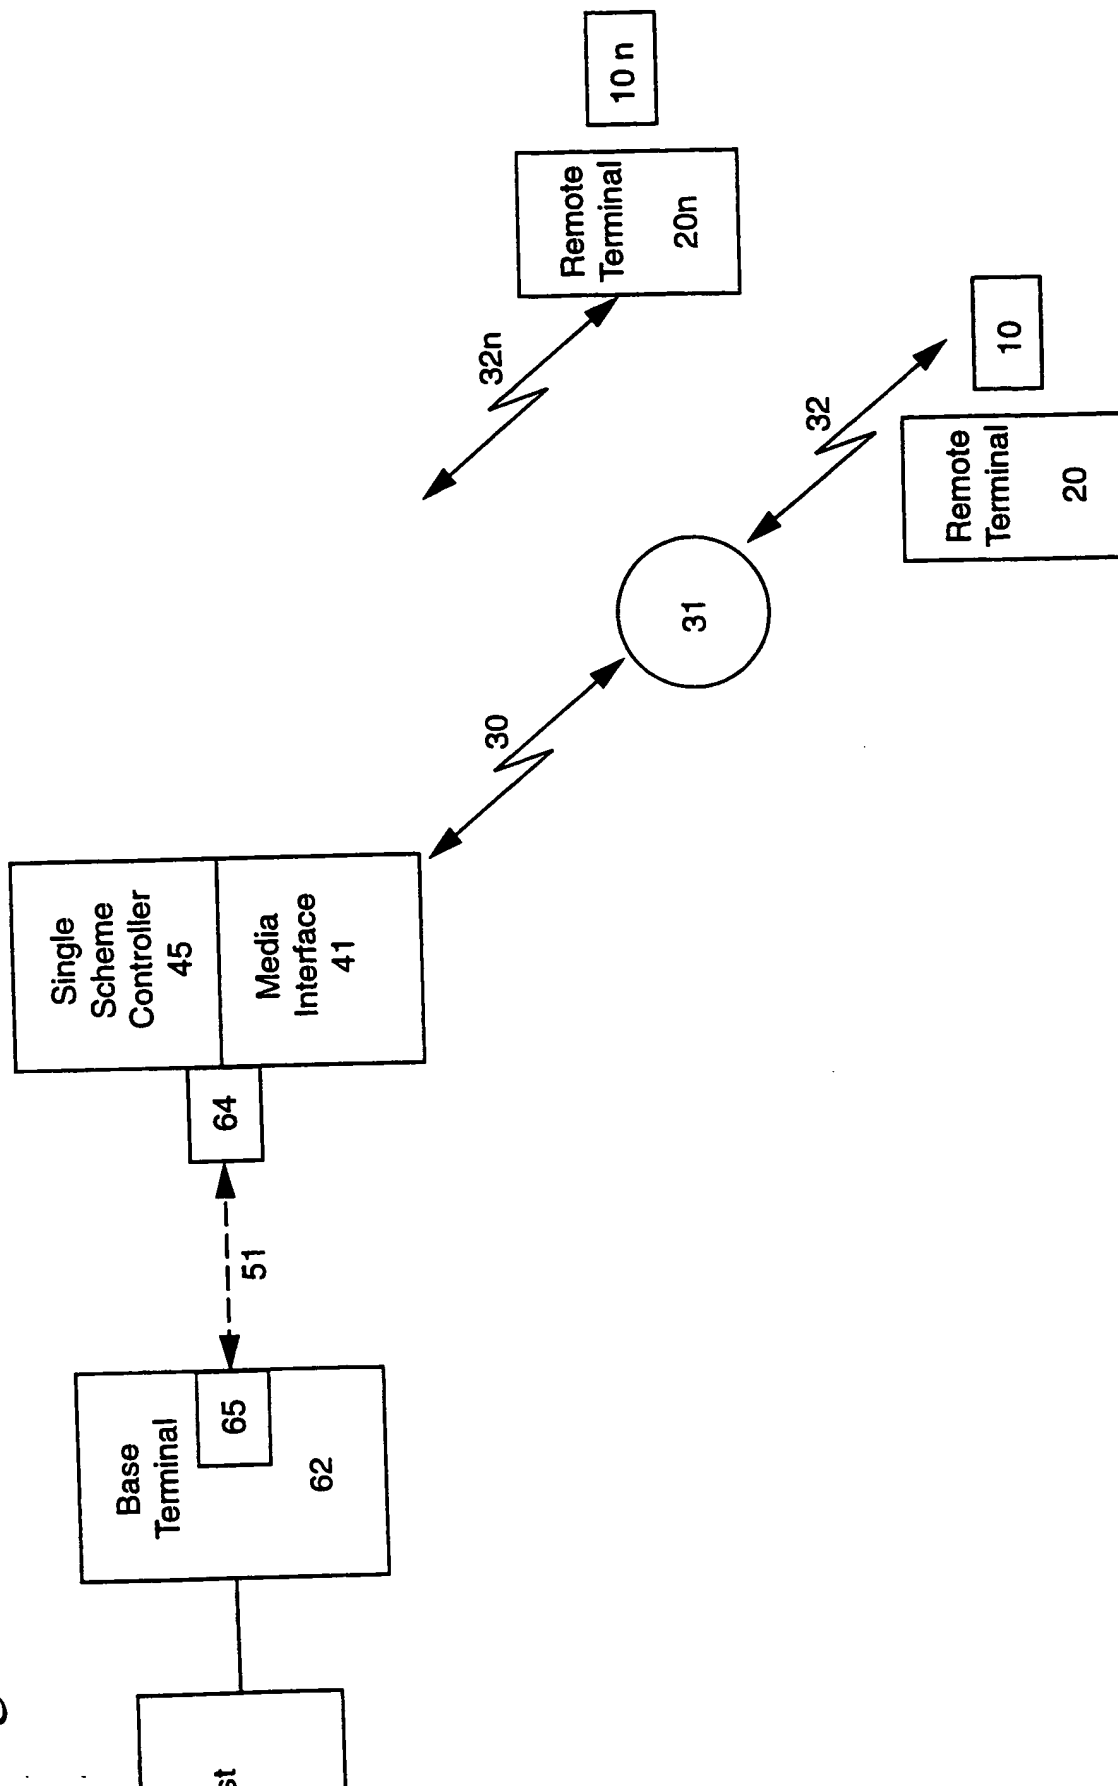 Single
Scheme
Controller
45
Media
Interface
41
64
51
Base
Terminal
65
62
30
31
32
32n
Remote
Terminal
20n
10 n
Remote
Terminal
20
10